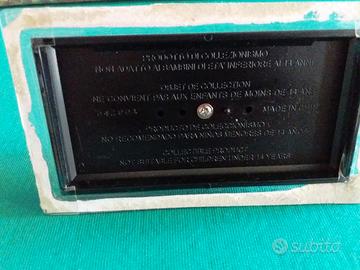 PRODOTTO DI COLLEZIONISMO
NON ADATTO AI BAMBINI DI ETA' INFERIORE AI 14 ANNI
OBJET DE COLLECTION
NE CONVIENT PAS AUX ENFANTS DE MOINS DE 14 ANS
MADE IN
PRODUCTO DE COLECCIONISMO
NO RECOMENDADO PARA NIÑOS MENORES DE 14 AÑOS
COLLECTIBLE PRODUCT
NOT SUITABLE FOR CHILDREN UNDER 14 YEARS
subito